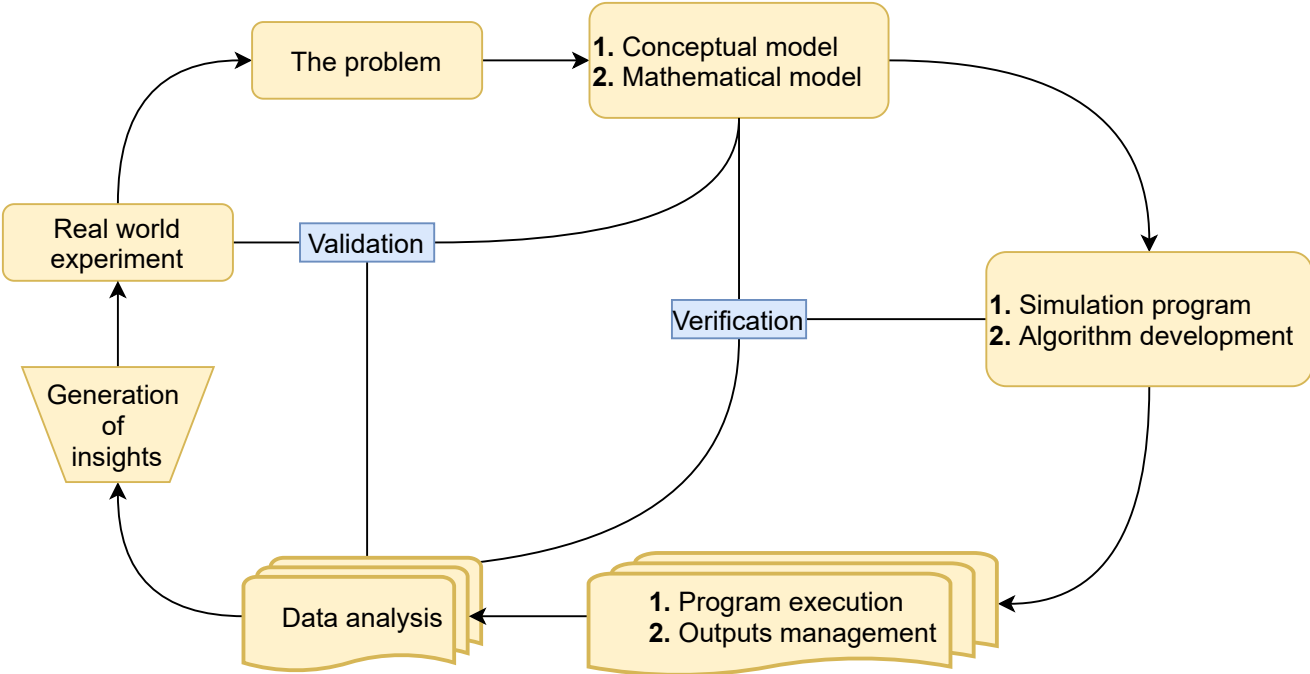 The problem
1. Conceptual model
2. Mathematical model
Real world
experiment
Validation
Verification
1. Simulation program
2. Algorithm development
Generation
of
insights
Data analysis
1. Program execution
2. Outputs management